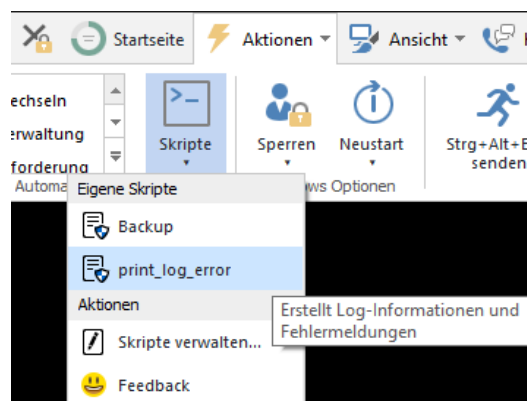 Startseite
Aktionen
Ansicht
echseln
erwaltung
forderung
Skripte
Sperren
Neustart
Strg+Alt+E
senden
Automa
ws Optionen
Eigene Skripte
Backup
print_log_error
Aktionen
Erstellt Log-Informationen und
Fehlermeldungen
Skripte verwalten...
Feedback